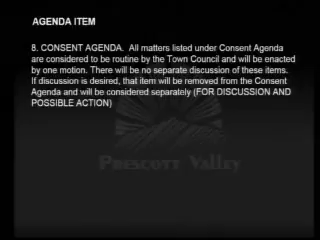 AGENDA ITEM
8. CONSENT AGENDA. All matters listed under Consent Agenda
are considered to be routine by the Town Council and will be enacted
by one motion. There will be no separate discussion of these items.
If discussion is desired, that item will be removed from the Consent
Agenda and will be considered separately (FOR DISCUSSION AND
POSSIBLE ACTION)
PRESCOTT VALLEY